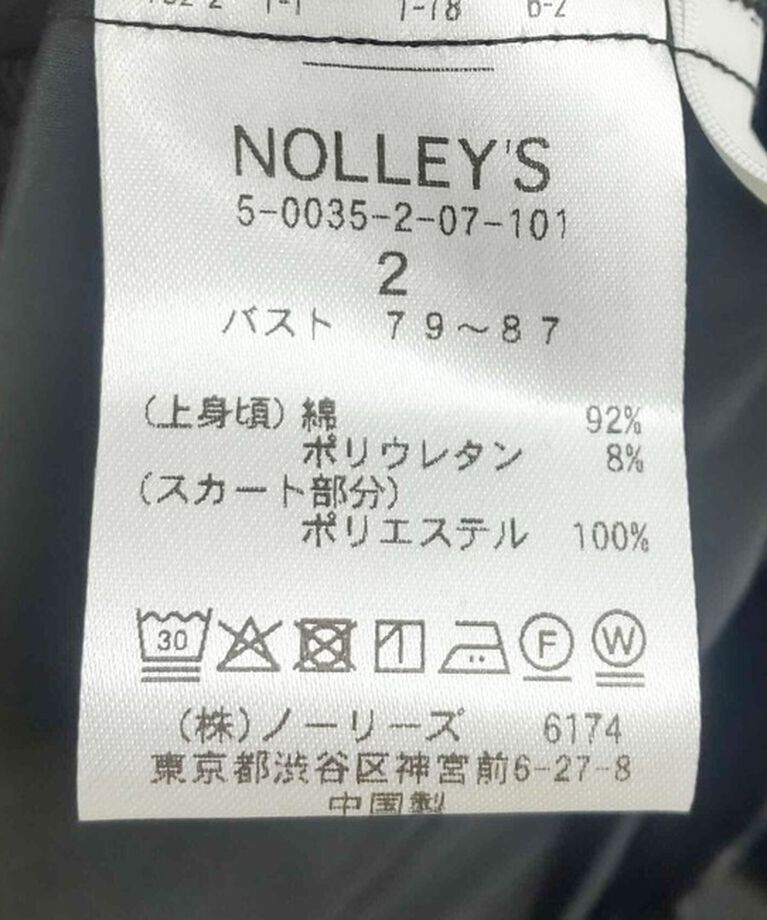 NOLLEY'S
5-0035-2-07-101
2
バスト 79～87
(上身頃) 綿 92%
ポリウレタン 8%
(スカート部分)
ポリエステル 100%
30
F
W
(株)ノーリーズ 6174
東京都渋谷区神宮前6-27-8
中国製